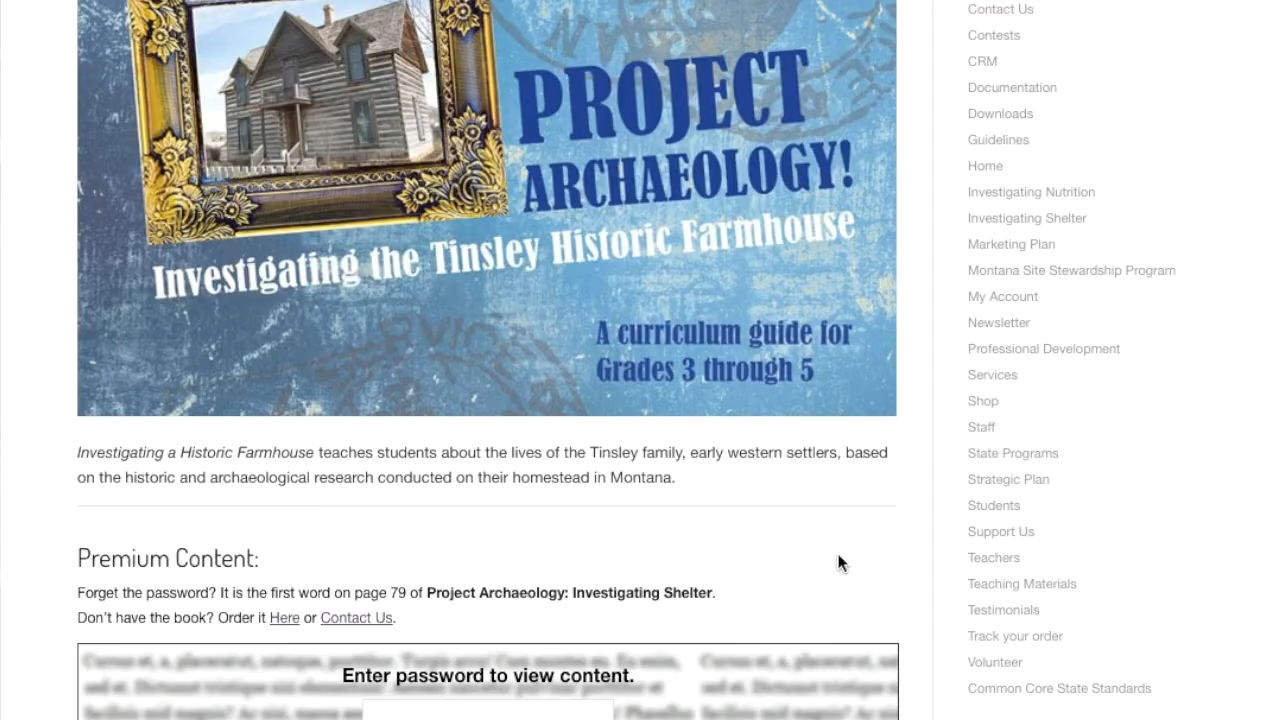 PROJECT
ARCHAEOLOGY!
Investigating the Tinsley Historic Farmhouse
A curriculum guide for
Grades 3 through 5
Investigating a Historic Farmhouse teaches students about the lives of the Tinsley family, early western settlers, based
on the historic and archaeological research conducted on their homestead in Montana.
Premium Content:
Forget the password? It is the first word on page 79 of Project Archaeology: Investigating Shelter.
Don't have the book? Order it Here or Contact Us.
Enter password to view content.
Contact Us
Contests
CRM
Documentation
Downloads
Guidelines
Home
Investigating Nutrition
Investigating Shelter
Marketing Plan
Montana Site Stewardship Program
My Account
Newsletter
Professional Development
Services
Shop
Staff
State Programs
Strategic Plan
Students
Support Us
Teachers
Teaching Materials
Testimonials
Track your order
Volunteer
Common Core State Standards